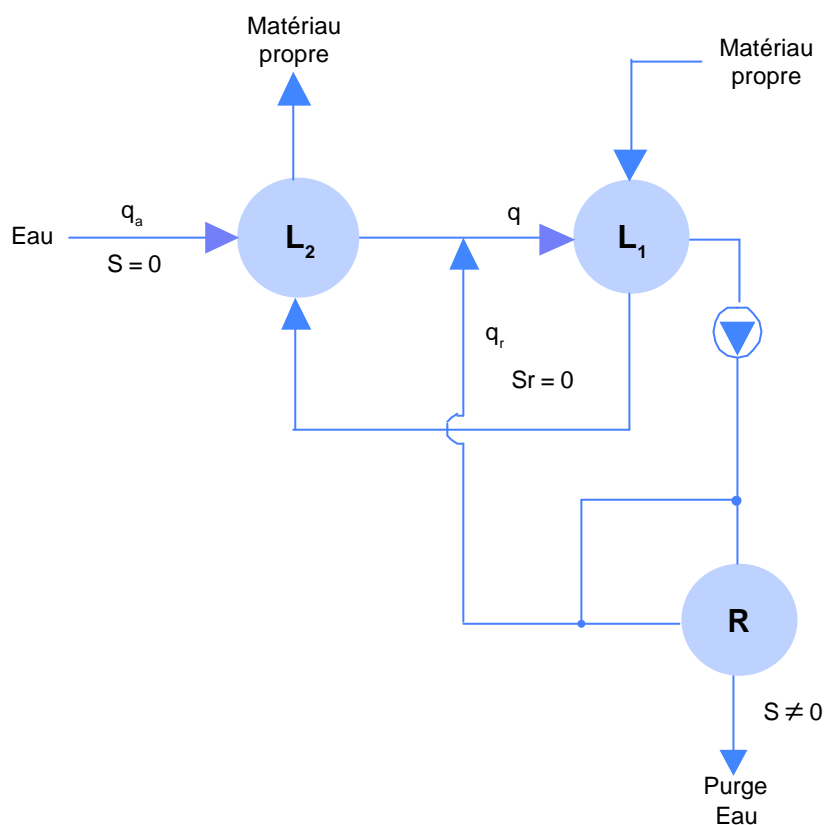 Matériau
propre
Matériau
propre
Eau
qa
S = 0
L2
q
L1
qr
Sr = 0
R
S ≠ 0
Purge
Eau